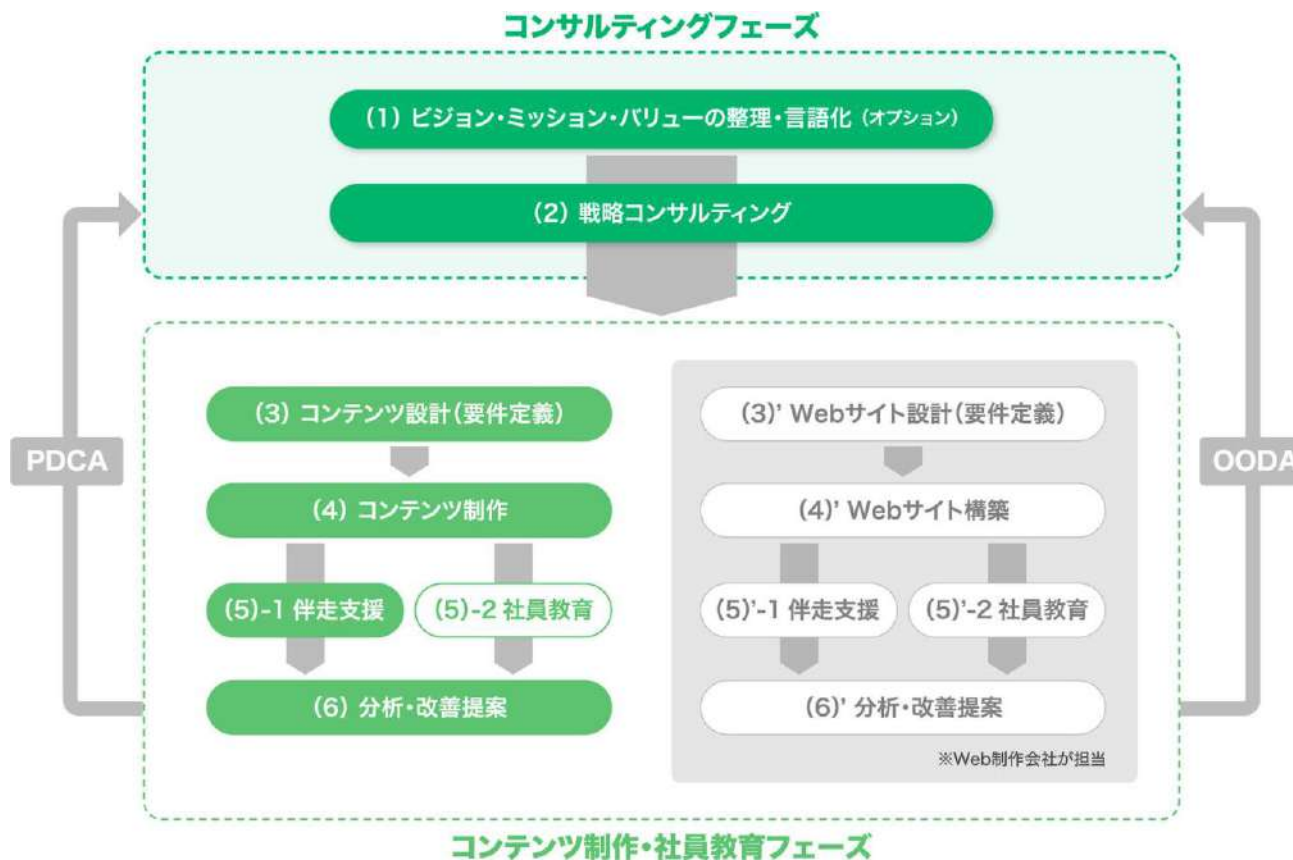 コンサルティングフェーズ
(1) ビジョン・ミッション・バリューの整理・言語化（オプション）
(2) 戦略コンサルティング
PDCA
OODA
(3) コンテンツ設計（要件定義）
(4) コンテンツ制作
(5)-1 伴走支援
(5)-2 社員教育
(6) 分析・改善提案
(3)' Webサイト設計（要件定義）
(4)' Webサイト構築
(5)'-1 伴走支援
(5)'-2 社員教育
(6)' 分析・改善提案
※Web制作会社が担当
コンテンツ制作・社員教育フェーズ